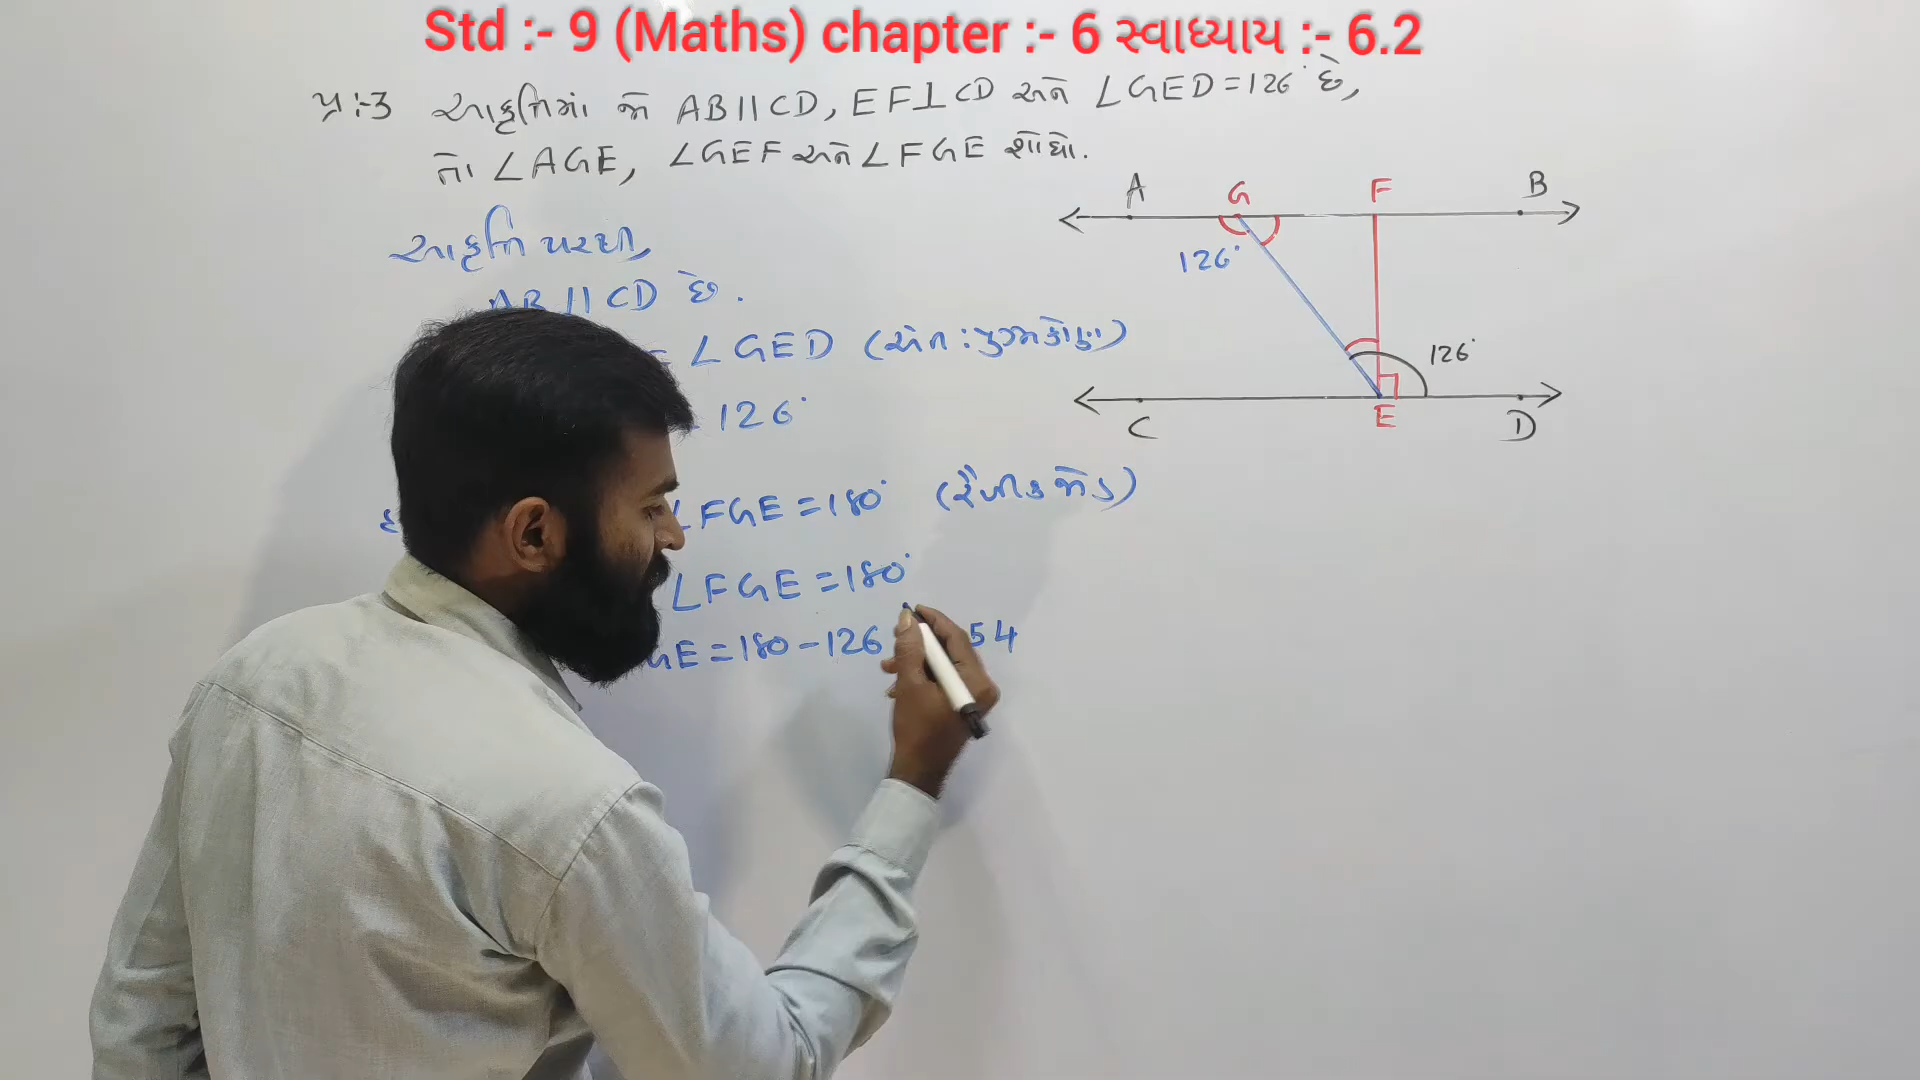 Std :- 9 (Maths) chapter :- 6 સ્વાધ્યાય :- 6.2
પ્ર:-3 આકૃતિમાં જો AB||CD, EF⊥CD અને ∠GED=126° છે,
તો ∠AGE, ∠GEF અને ∠FGE શોધો.
A G F B
126°
126°
C E D
આકૃતિ પરથી,
AB || CD છે.
= ∠GED (અંત:યુગ્મકોણ)
126°
∠FGE=180° (રૈખીક જોડ)
∠FGE=180°
GE=180-126 54